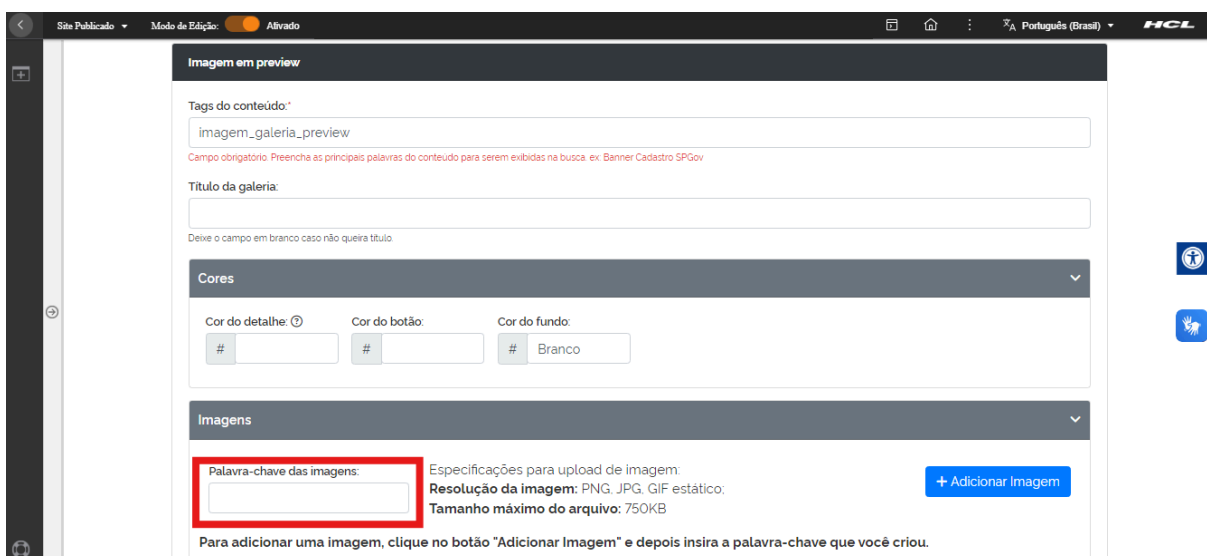 Site Publicado
Modo de Edição: Ativado
Português (Brasil)
HCL
Imagem em preview
Tags do conteúdo:*
imagem_galeria_preview
Campo obrigatório. Preencha as principais palavras do conteúdo para serem exibidas na busca. ex: Banner Cadastro SPGov
Título da galeria:
Deixe o campo em branco caso não queira título.
Cores
Cor do detalhe: Cor do botão: Cor do fundo:
# # # Branco
Imagens
Palavra-chave das imagens:
Especificações para upload de imagem:
Resolução da imagem: PNG, JPG, GIF estático;
Tamanho máximo do arquivo: 750KB
+ Adicionar Imagem
Para adicionar uma imagem, clique no botão "Adicionar Imagem" e depois insira a palavra-chave que você criou.